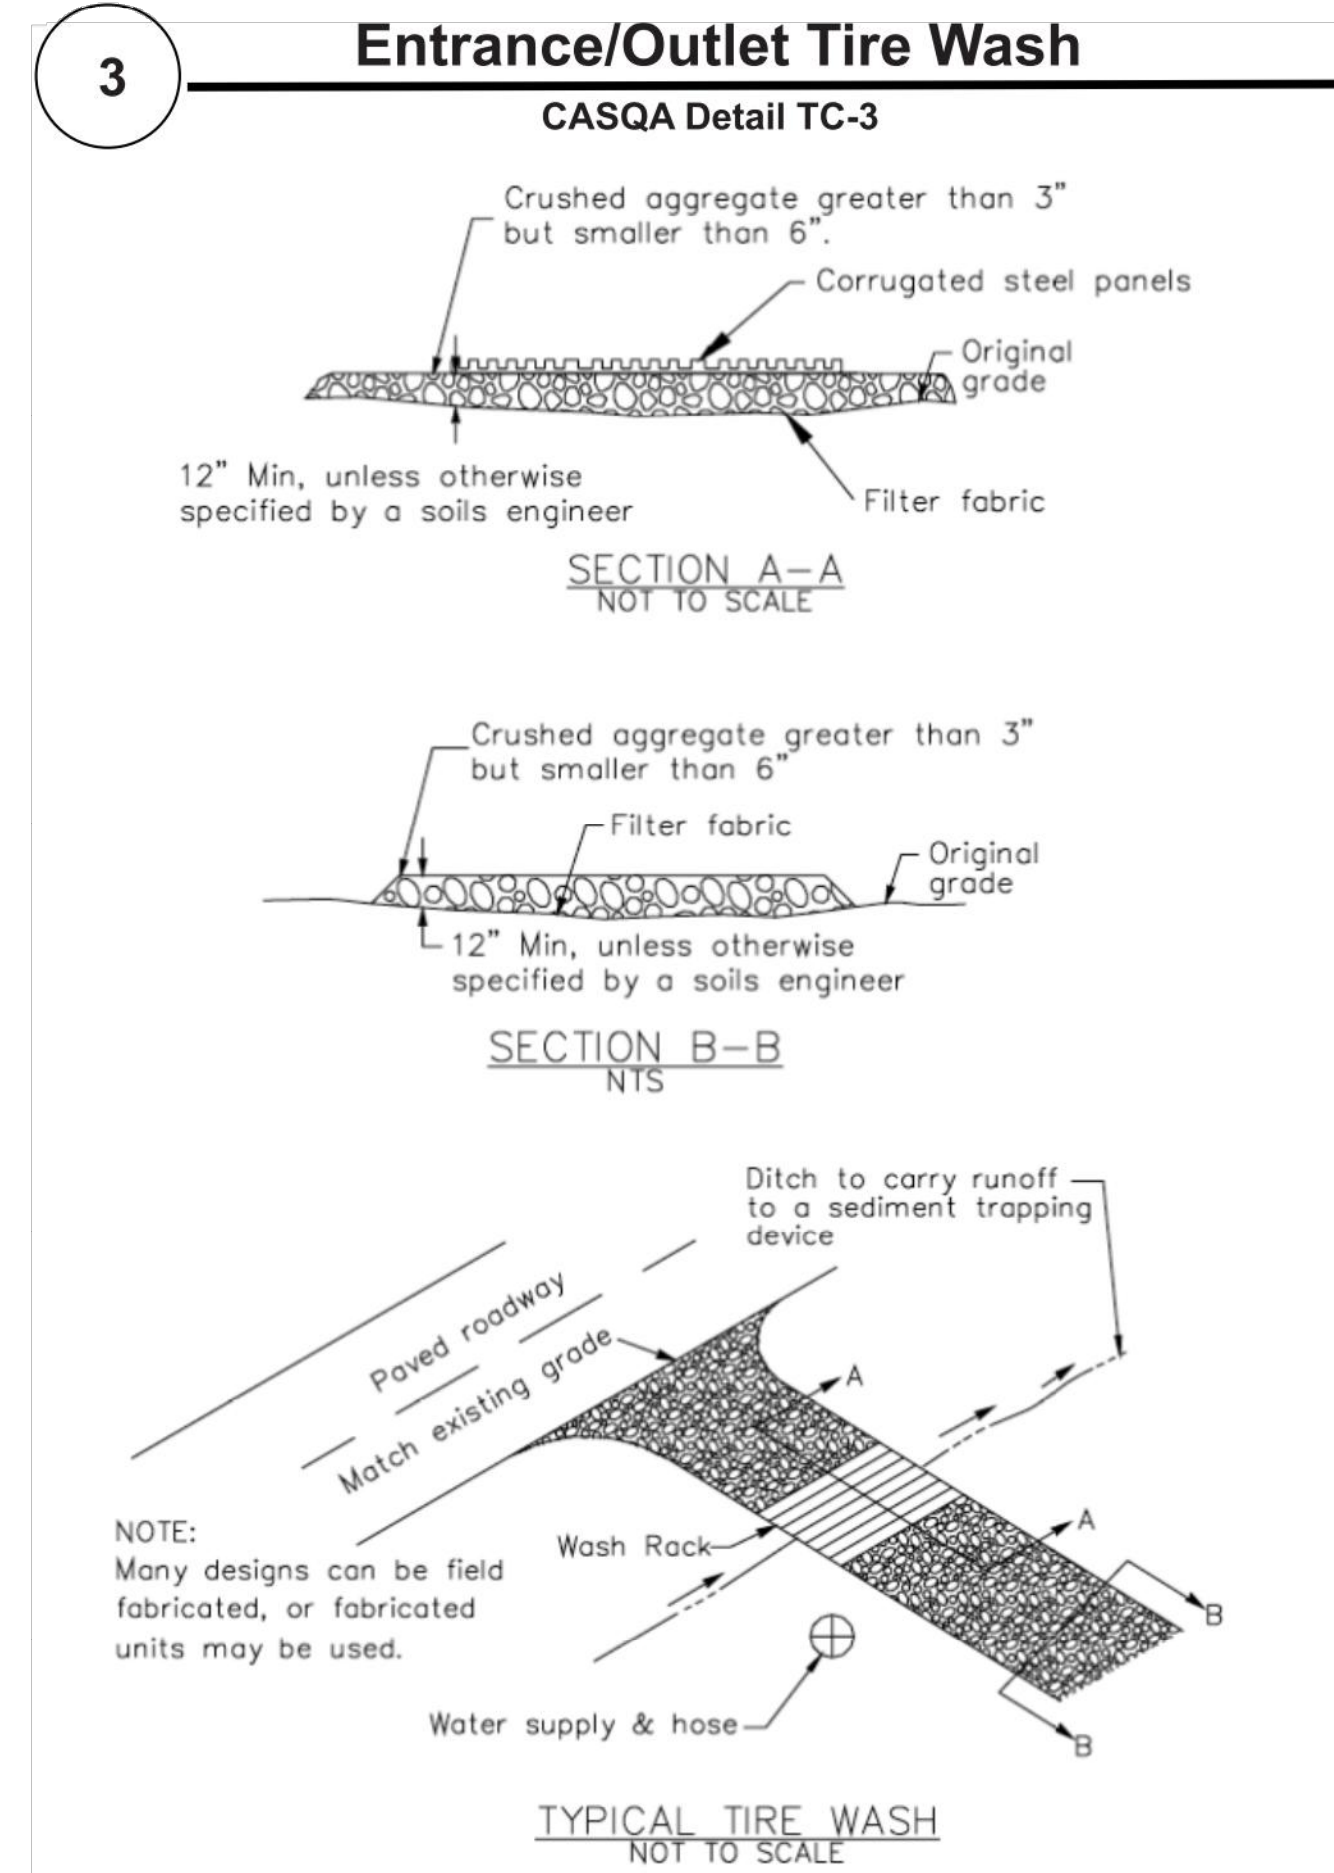 3
Entrance/Outlet Tire Wash
CASQA Detail TC-3
Crushed aggregate greater than 3”
but smaller than 6”.
Corrugated steel panels
Original
grade
12” Min, unless otherwise
specified by a soils engineer
Filter fabric
SECTION A–A
NOT TO SCALE
Crushed aggregate greater than 3”
but smaller than 6”
Filter fabric
Original
grade
12” Min, unless otherwise
specified by a soils engineer
SECTION B–B
NTS
Ditch to carry runoff
to a sediment trapping
device
Paved roadway
Match existing grade
A
A
NOTE:
Many designs can be field
fabricated, or fabricated
units may be used.
Wash Rack
B
Water supply & hose
B
TYPICAL TIRE WASH
NOT TO SCALE